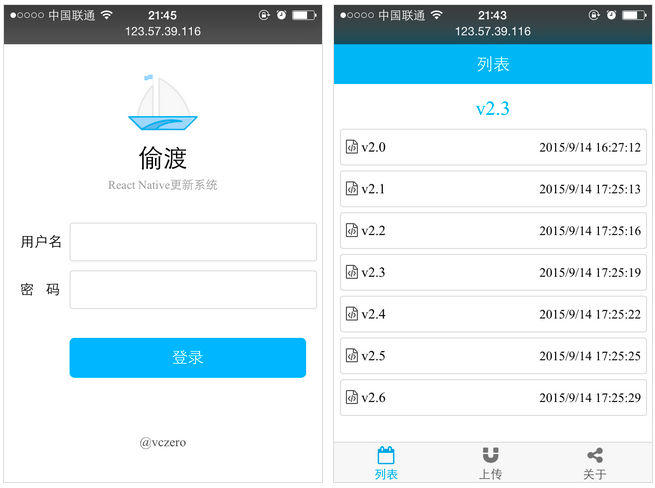 中国联通 21:45
123.57.39.116
偷渡
React Native更新系统
用户名
密 码
登录
@vczero
中国联通 21:43
123.57.39.116
列表
v2.3
v2.0 2015/9/14 16:27:12
v2.1 2015/9/14 17:25:13
v2.2 2015/9/14 17:25:16
v2.3 2015/9/14 17:25:19
v2.4 2015/9/14 17:25:22
v2.5 2015/9/14 17:25:25
v2.6 2015/9/14 17:25:29
列表 上传 关于